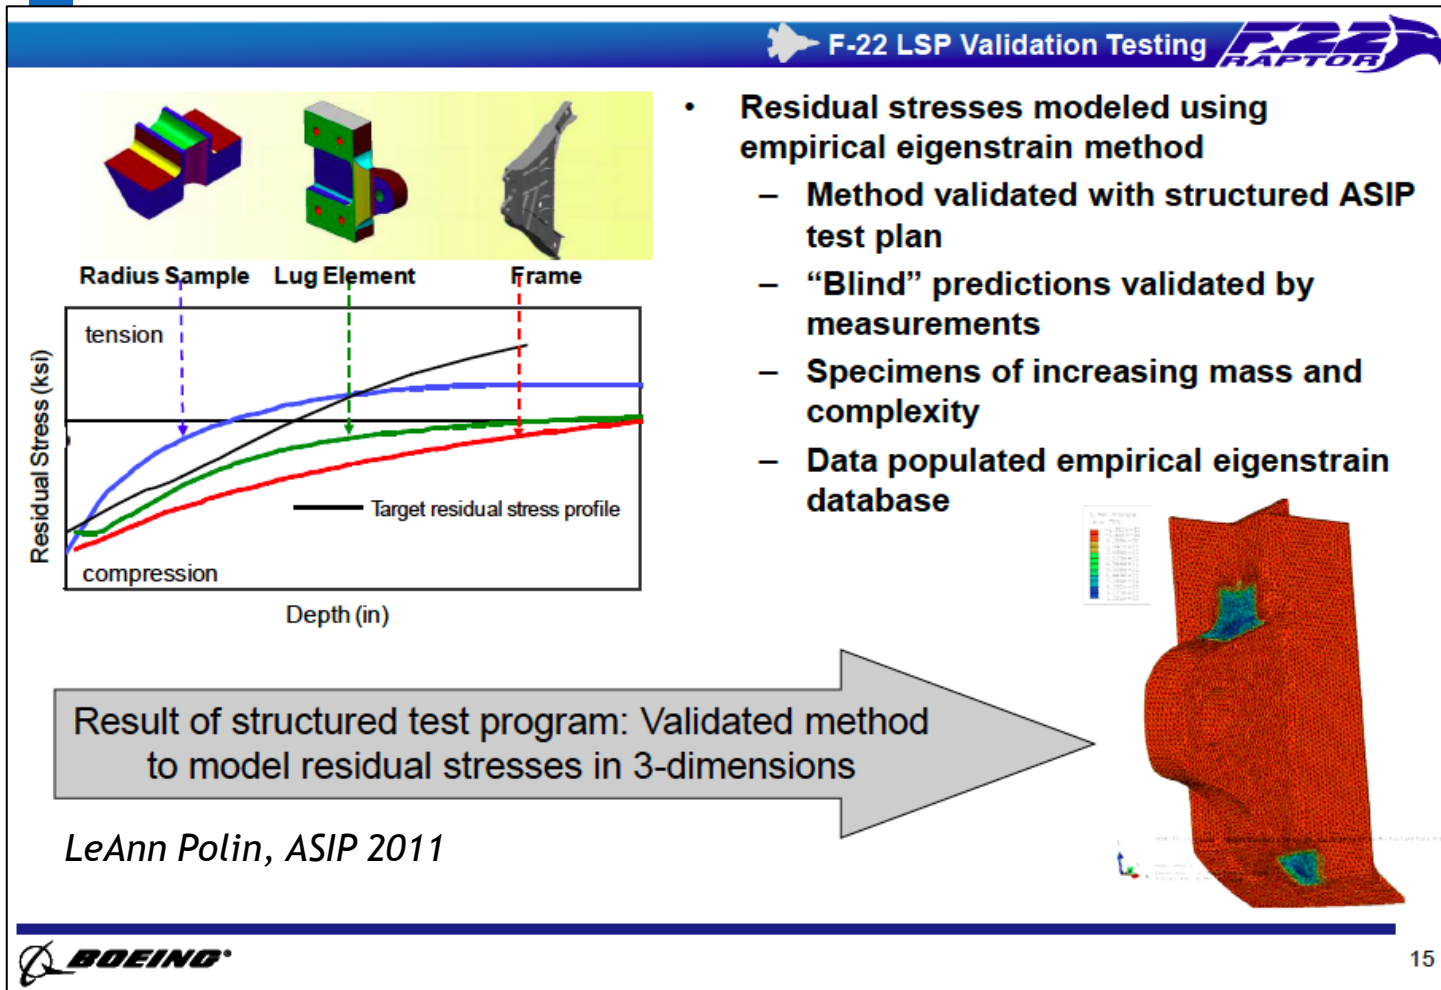 F-22 LSP Validation Testing
F-22
RAPTOR
Radius Sample
Lug Element
Frame
tension
Residual Stress (ksi)
Target residual stress profile
compression
Depth (in)
• Residual stresses modeled using
empirical eigenstrain method
– Method validated with structured ASIP
test plan
– “Blind” predictions validated by
measurements
– Specimens of increasing mass and
complexity
– Data populated empirical eigenstrain
database
Result of structured test program: Validated method
to model residual stresses in 3-dimensions
LeAnn Polin, ASIP 2011
BOEING®
15